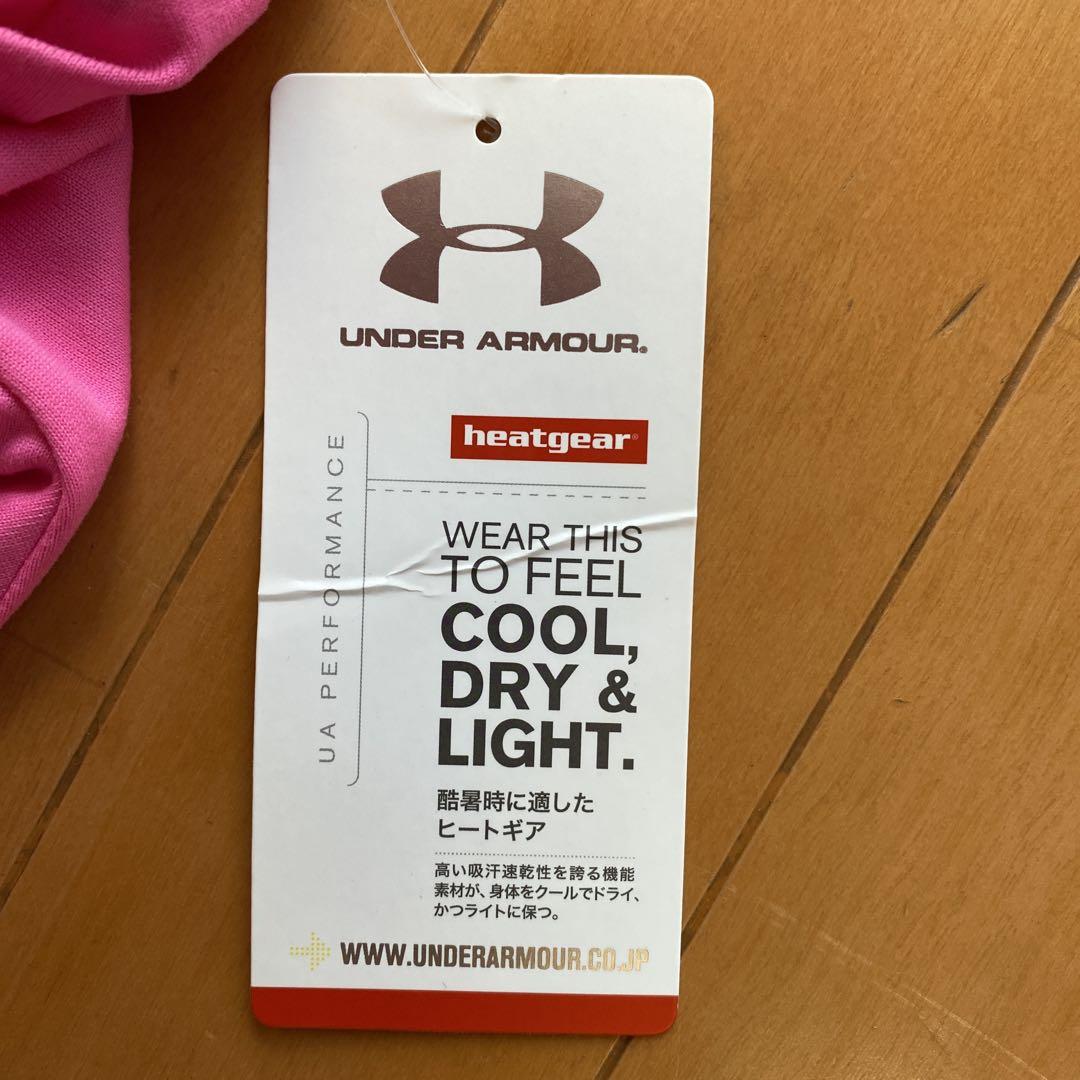 UNDER ARMOUR®
heatgear®
UA PERFORMANCE
WEAR THIS
TO FEEL
COOL,
DRY &
LIGHT.
酷暑時に適した
ヒートギア
高い吸汗速乾性を誇る機能
素材が、身体をクールでドライ、
かつライトに保つ。
WWW.UNDERARMOUR.CO.JP